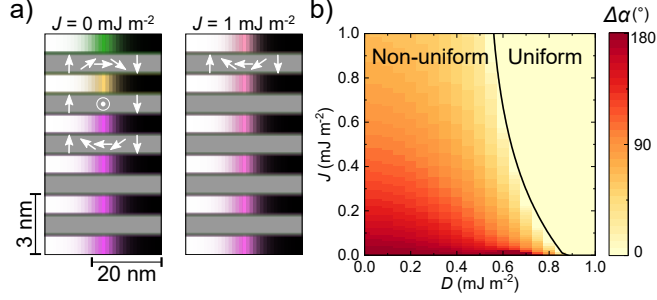 a)
J = 0 mJ m⁻²
J = 1 mJ m⁻²
3 nm
20 nm
b)
Δα(°)
Non-uniform
Uniform
J (mJ m⁻²)
1.0
0.8
0.6
0.4
0.2
0.0
0.0 0.2 0.4 0.6 0.8 1.0
D (mJ m⁻²)
180
90
0